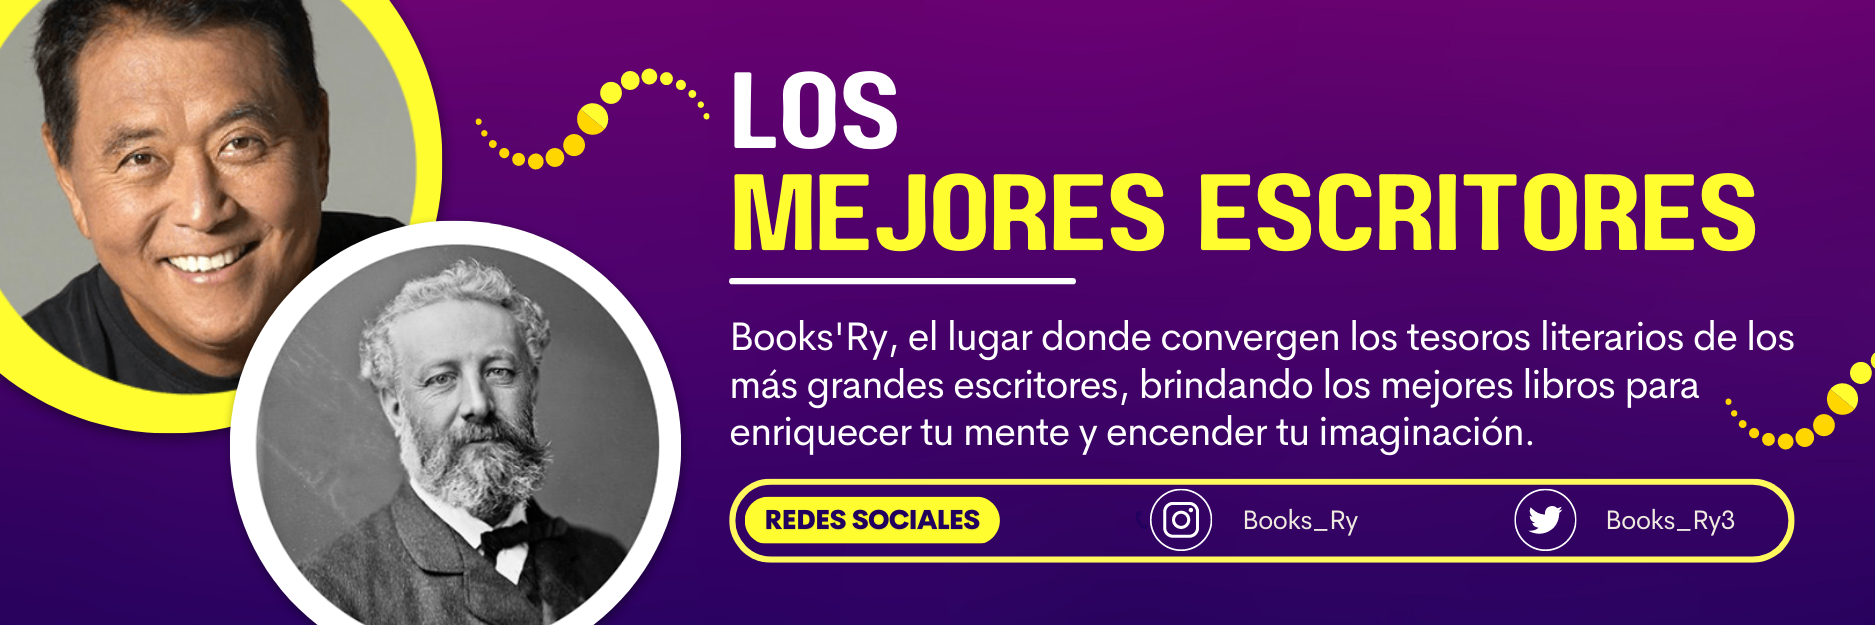 LOS
MEJORES ESCRITORES
Books'Ry, el lugar donde convergen los tesoros literarios de los
más grandes escritores, brindando los mejores libros para
enriquecer tu mente y encender tu imaginación.
REDES SOCIALES Books_Ry Books_Ry3